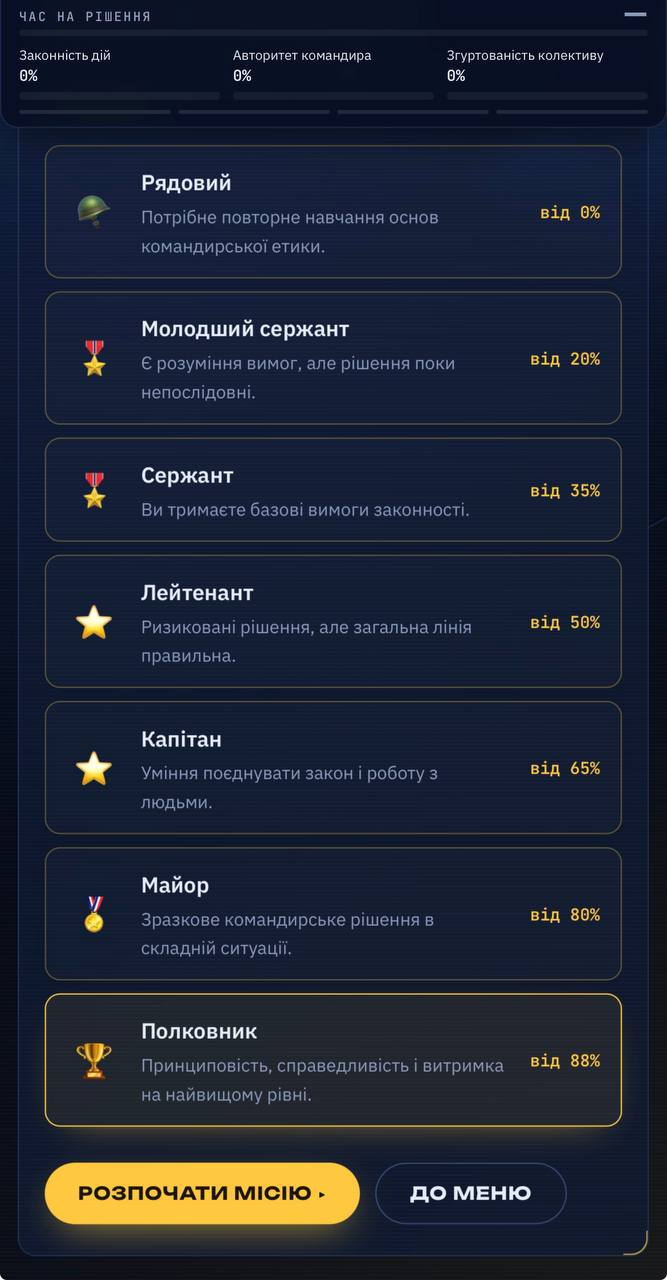 ЧАС НА РІШЕННЯ
Законність дій
Авторитет командира
Згуртованість колективу
0%
0%
0%
Рядовий
Потрібне повторне навчання основ
командирської етики.
від 0%
Молодший сержант
Є розуміння вимог, але рішення поки
непослідовні.
від 20%
Сержант
Ви тримаєте базові вимоги законності.
від 35%
Лейтенант
Ризиковані рішення, але загальна лінія
правильна.
від 50%
Капітан
Уміння поєднувати закон і роботу з
людьми.
від 65%
Майор
Зразкове командирське рішення в
складній ситуації.
від 80%
Полковник
Принциповість, справедливість і витримка
на найвищому рівні.
від 88%
РОЗПОЧАТИ МІСІЮ ▸
ДО МЕНЮ